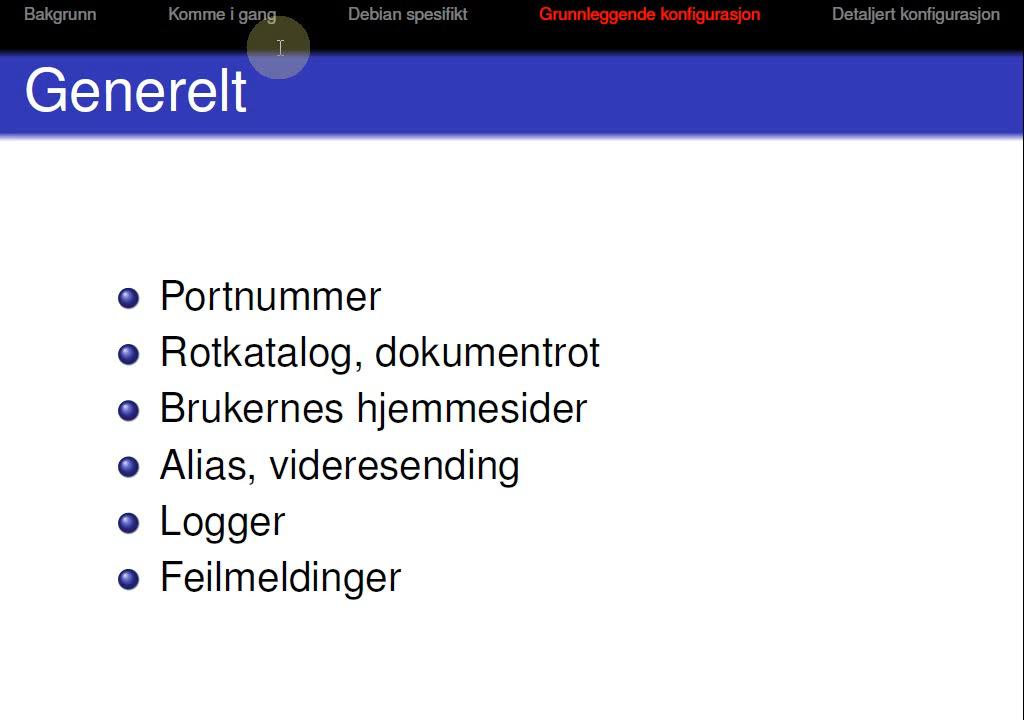 Bakgrunn Komme i gang Debian spesifikt Grunnleggende konfigurasjon Detaljert konfigurasjon
Generelt
Portnummer
Rotkatalog, dokumentrot
Brukernes hjemmesider
Alias, videresending
Logger
Feilmeldinger